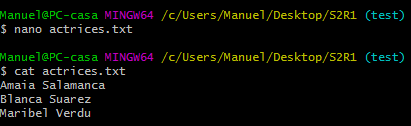 Manuel@PC-casa MINGW64 /c/Users/Manuel/Desktop/S2R1 (test)
$ nano actrices.txt
Manuel@PC-casa MINGW64 /c/Users/Manuel/Desktop/S2R1 (test)
$ cat actrices.txt
Amaia Salamanca
Blanca Suarez
Maribel Verdu